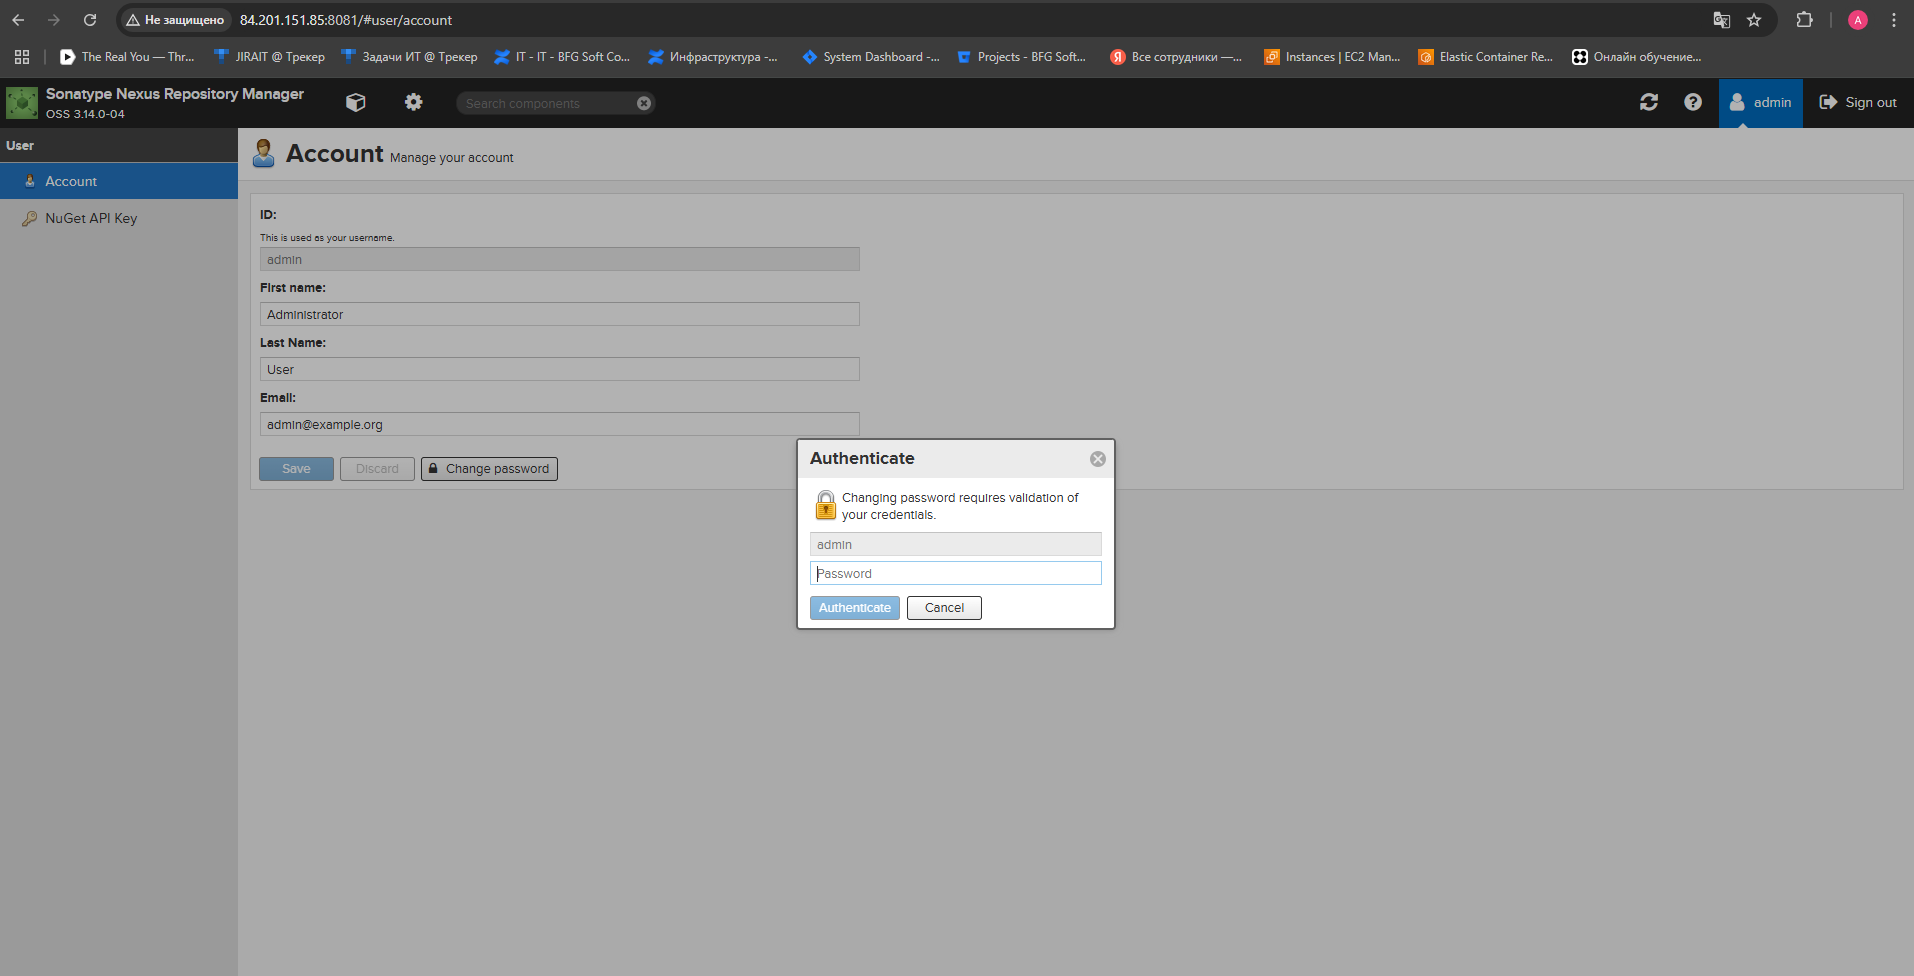 Не защищено 84.201.151.85:8081/#user/account A
The Real You — Thr... JIRAIT @ Трекер Задачи ИТ @ Трекер IT - IT - BFG Soft Co... Инфраструктура -... System Dashboard -... Projects - BFG Soft... Я Все сотрудники —... Instances | EC2 Man... Elastic Container Re... Онлайн обучение...
Sonatype Nexus Repository Manager
OSS 3.14.0-04
Search components
admin Sign out
User
Account
NuGet API Key
Account Manage your account
ID:
This is used as your username.
admin
First name:
Administrator
Last Name:
User
Email:
admin@example.org
Save Discard Change password
Authenticate
Changing password requires validation of
your credentials.
admin
Password
Authenticate Cancel